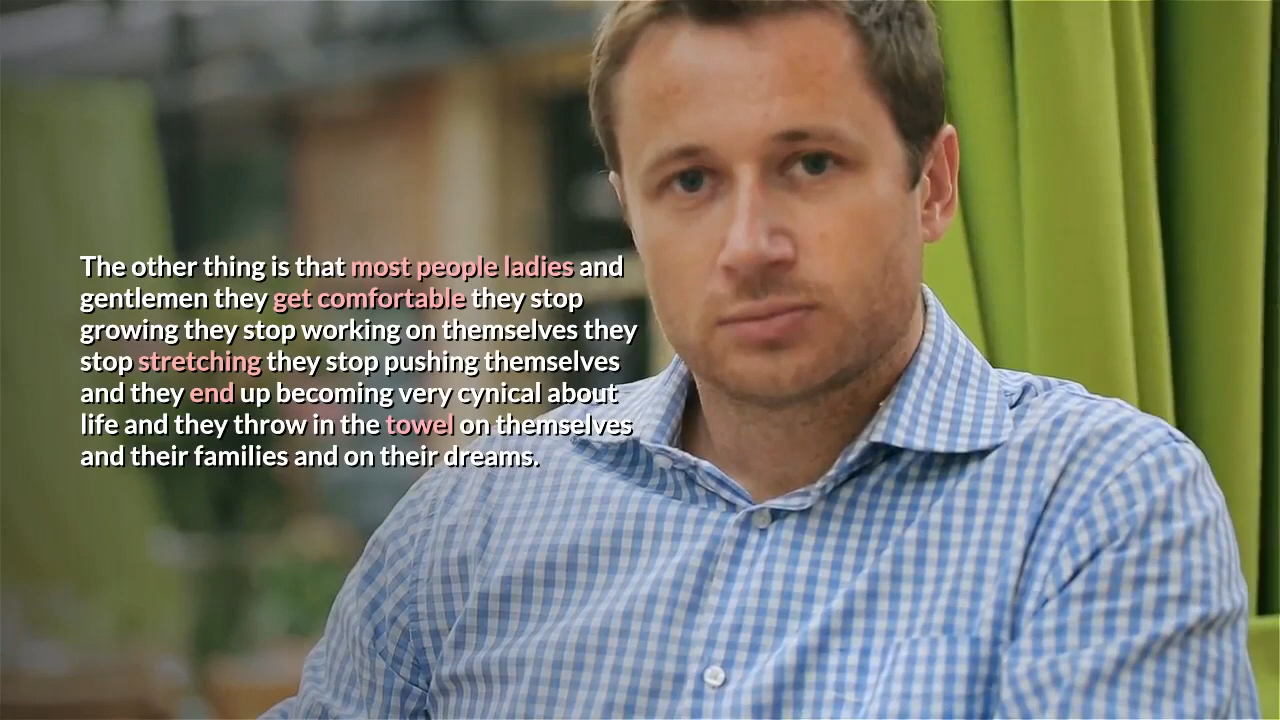 The other thing is that most people ladies and
gentlemen they get comfortable they stop
growing they stop working on themselves they
stop stretching they stop pushing themselves
and they end up becoming very cynical about
life and they throw in the towel on themselves
and their families and on their dreams.